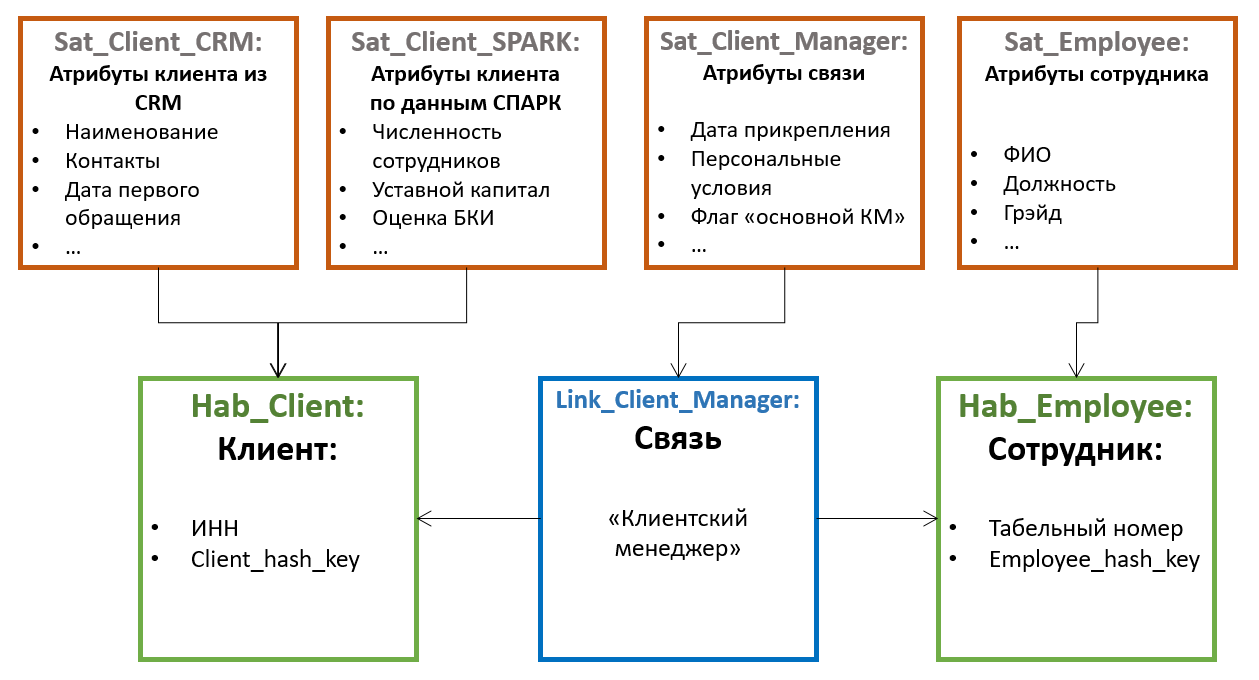 Sat_Client_CRM:
Атрибуты клиента из
CRM
• Наименование
• Контакты
• Дата первого
обращения
• ...
Sat_Client_SPARK:
Атрибуты клиента
по данным СПАРК
• Численность
сотрудников
• Уставной капитал
• Оценка БКИ
• ...
Sat_Client_Manager:
Атрибуты связи
• Дата прикрепления
• Персональные
условия
• Флаг «основной КМ»
• ...
Sat_Employee:
Атрибуты сотрудника
• ФИО
• Должность
• Грэйд
• ...
Hab_Client:
Клиент:
• ИНН
• Client_hash_key
Link_Client_Manager:
Связь
«Клиентский
менеджер»
Hab_Employee:
Сотрудник:
• Табельный номер
• Employee_hash_key